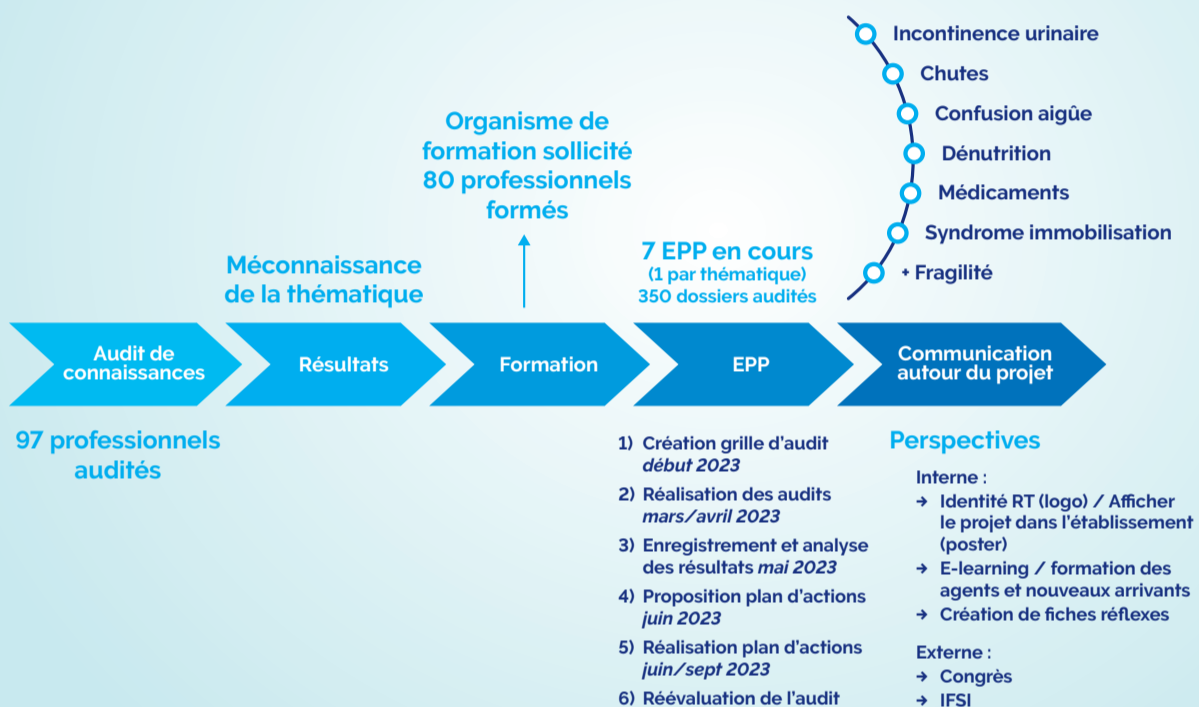 Incontinence urinaire
Chutes
Confusion aigûe
Dénutrition
Médicaments
Syndrome immobilisation
+ Fragilité
Organisme de
formation sollicité
80 professionnels
formés
Méconnaissance
de la thématique
7 EPP en cours
(1 par thématique)
350 dossiers audités
Audit de
connaissances
Résultats
Formation
EPP
Communication
autour du projet
97 professionnels
audités
1) Création grille d'audit
début 2023
2) Réalisation des audits
mars/avril 2023
3) Enregistrement et analyse
des résultats mai 2023
4) Proposition plan d'actions
juin 2023
5) Réalisation plan d'actions
juin/sept 2023
6) Réévaluation de l'audit
Perspectives
Interne :
→ Identité RT (logo) / Afficher
le projet dans l'établissement
(poster)
→ E-learning / formation des
agents et nouveaux arrivants
→ Création de fiches réflexes
Externe :
→ Congrès
→ IFSI